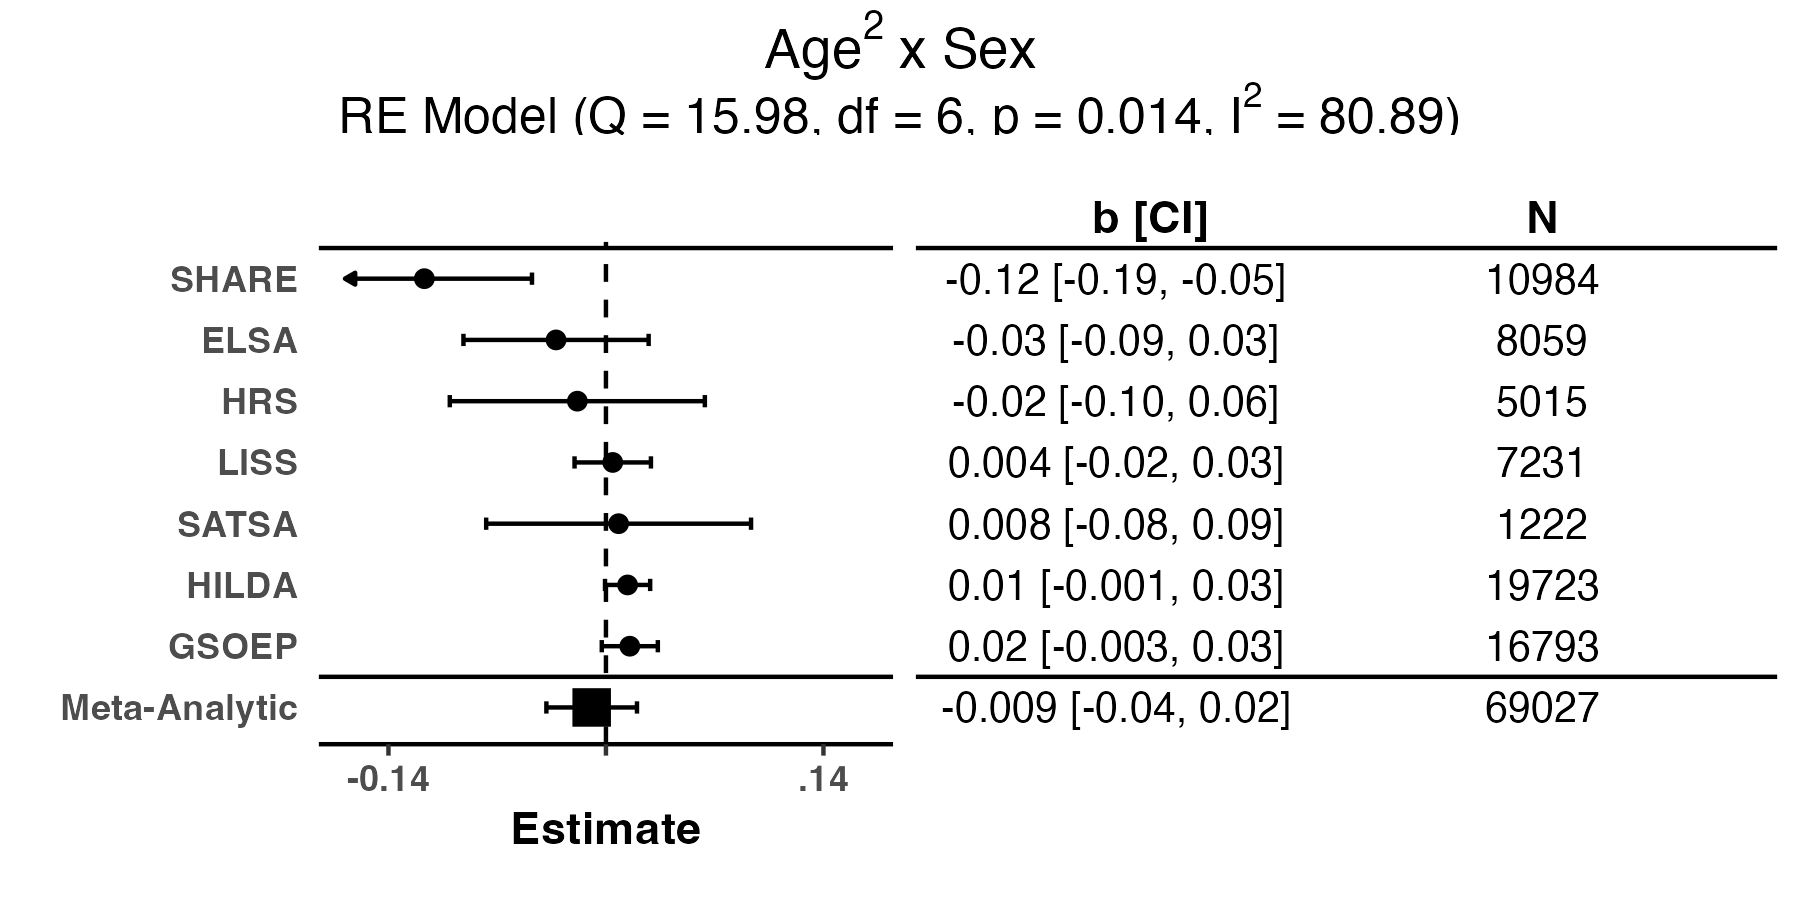 Age² x Sex
RE Model (Q = 15.98, df = 6, p = 0.014, I² = 80.89)
b [CI] N
SHARE -0.12 [-0.19, -0.05] 10984
ELSA -0.03 [-0.09, 0.03] 8059
HRS -0.02 [-0.10, 0.06] 5015
LISS 0.004 [-0.02, 0.03] 7231
SATSA 0.008 [-0.08, 0.09] 1222
HILDA 0.01 [-0.001, 0.03] 19723
GSOEP 0.02 [-0.003, 0.03] 16793
Meta-Analytic -0.009 [-0.04, 0.02] 69027
-0.14 .14
Estimate